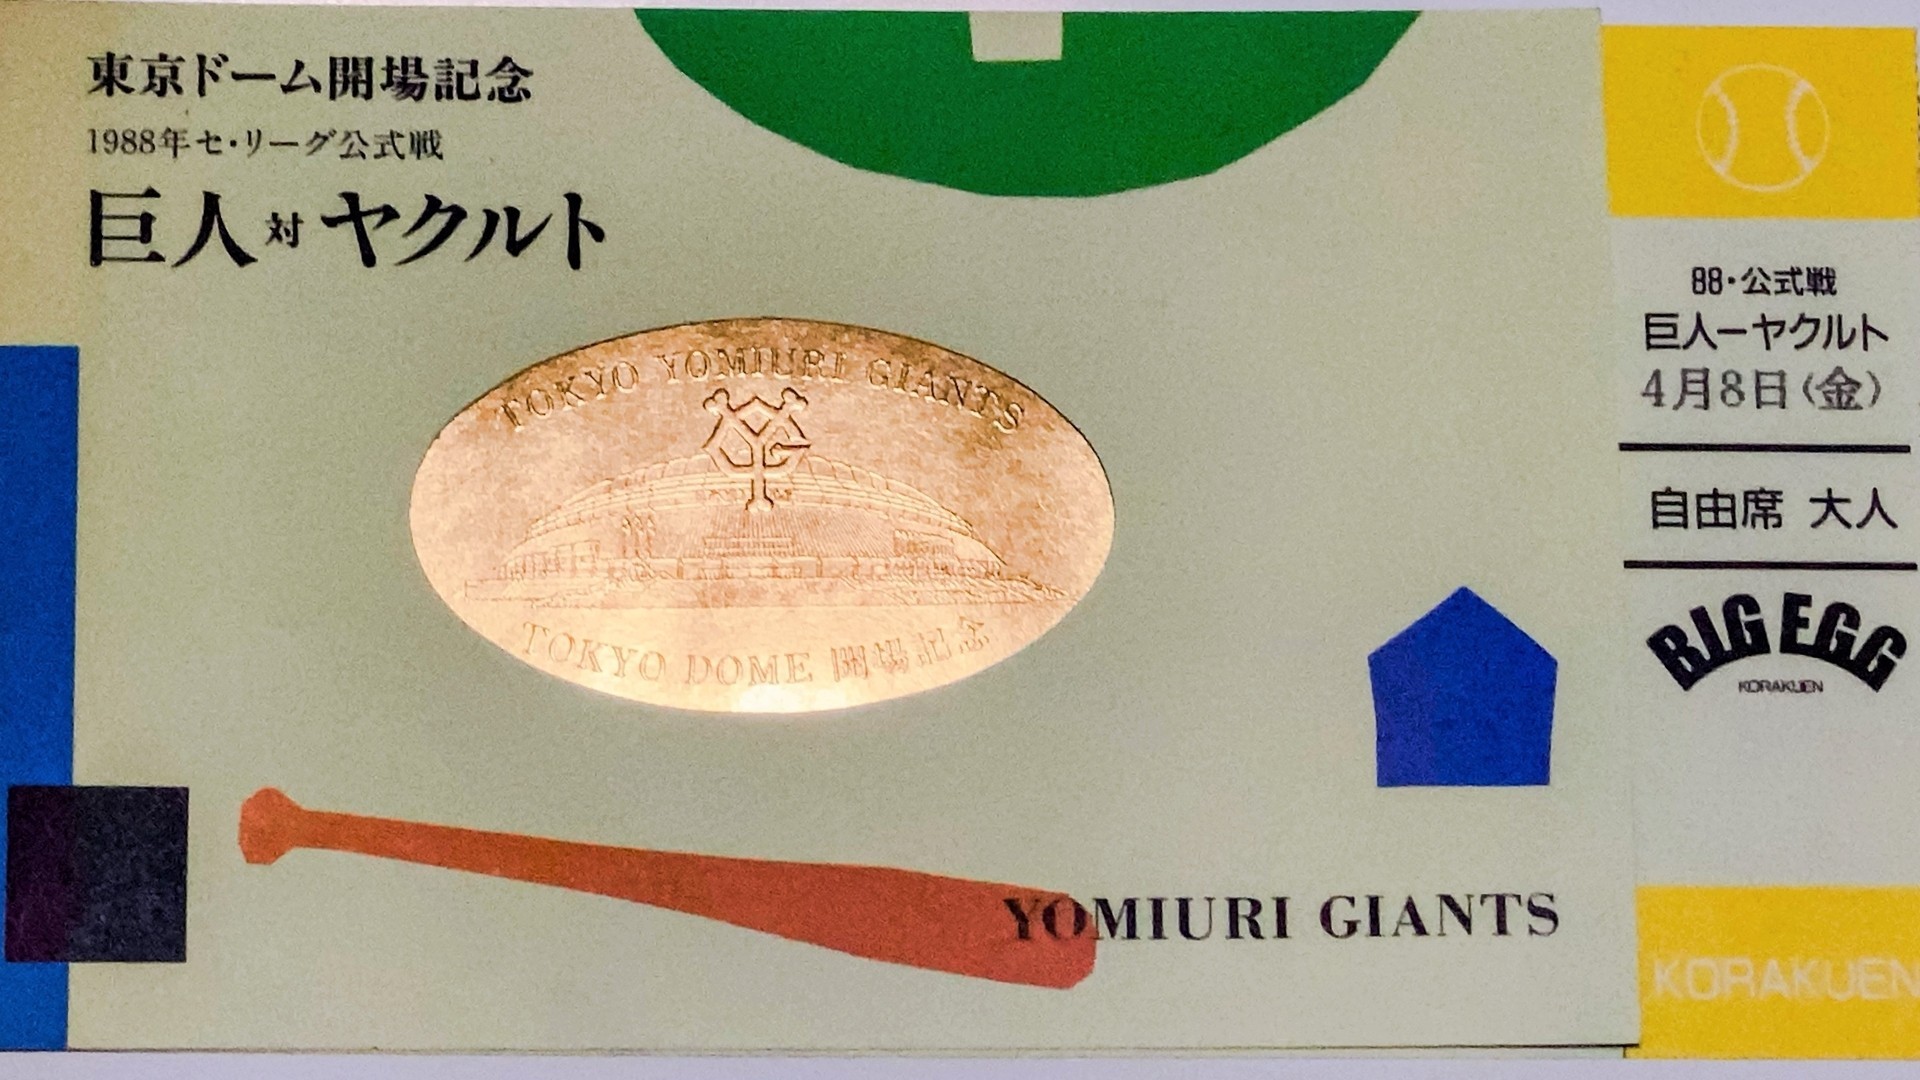 東京ドーム開場記念
1988年セ・リーグ公式戦
巨人対ヤクルト
TOKYO YOMIURI GIANTS
TOKYO DOME 開場記念
YOMIURI GIANTS
88・公式戦
巨人ーヤクルト
4月8日(金)
自由席 大人
BIG EGG
KORAKUEN
KORAKUEN